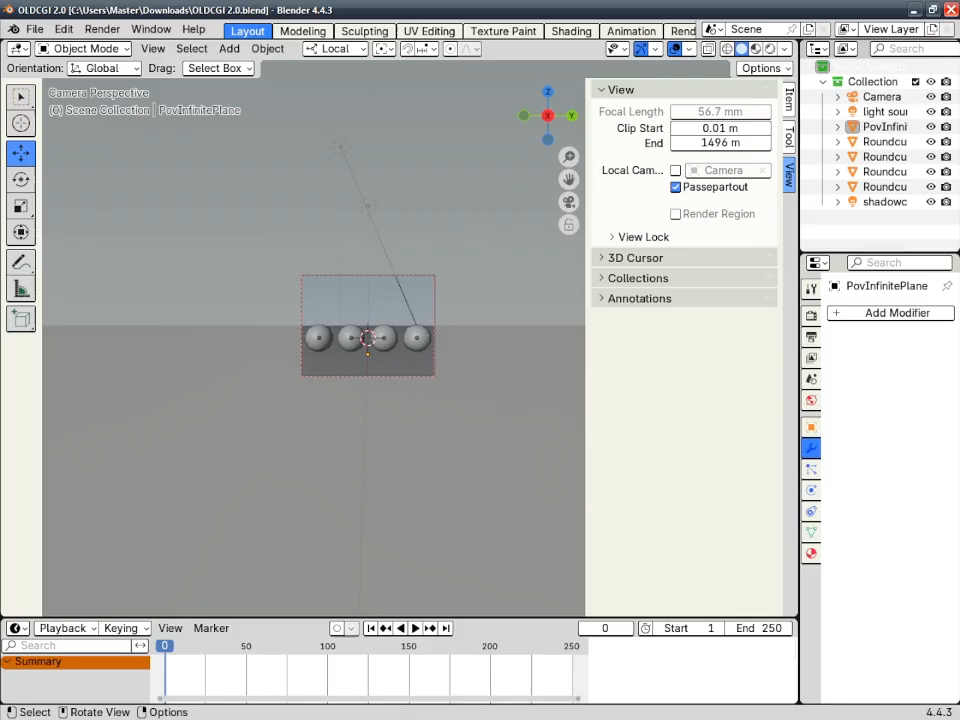 OLDCGI 2.0 [C:\Users\Master\Downloads\OLDCGI 2.0.blend] - Blender 4.4.3
File Edit Render Window Help Layout Modeling Sculpting UV Editing Texture Paint Shading Animation Rend Scene View Layer
Object Mode View Select Add Object Local Search
Orientation: Global Drag: Select Box Options
Camera Perspective
(0) Scene Collection | PovInfinitePlane
Z
X
Y
View
Focal Length 56.7 mm
Clip Start 0.01 m
End 1496 m
Local Cam... Camera
Passepartout
Render Region
View Lock
3D Cursor
Collections
Annotations
Item
Tool
View
Collection
Camera
light sour
PovInfini
Roundcu
Roundcu
Roundcu
Roundcu
shadowc
Search
PovInfinitePlane
Add Modifier
Playback Keying View Marker 0 Start 1 End 250
Search 0 50 100 150 200 250
Summary
Select Rotate View Options 4.4.3